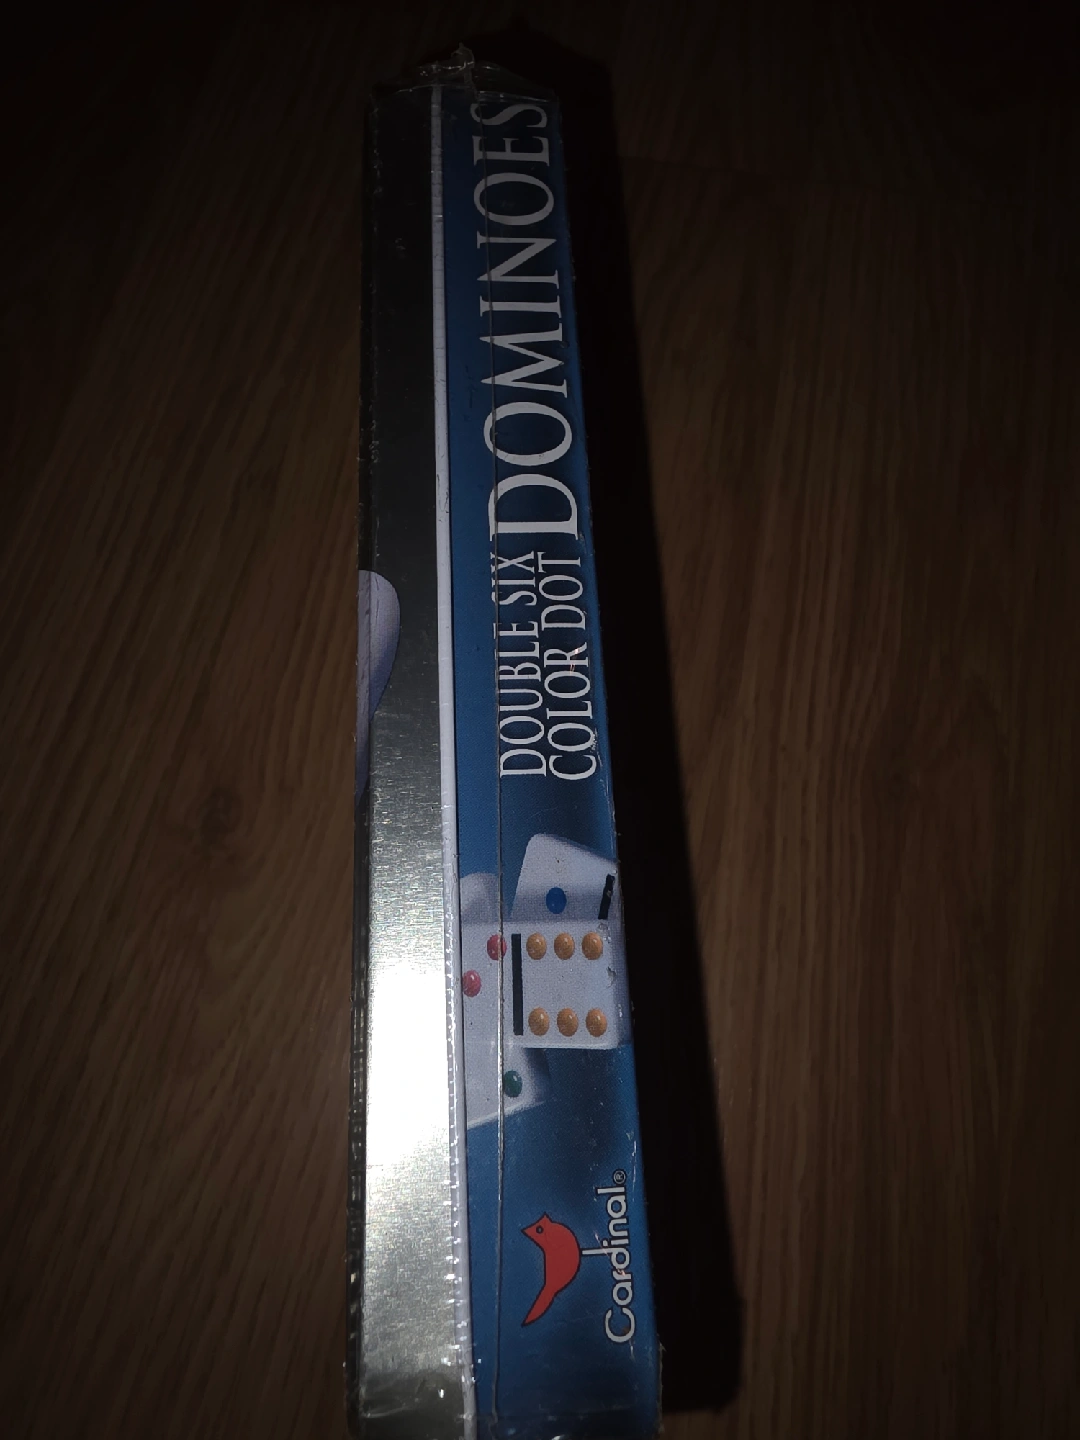 DOUBLE SIX
COLOR DOT
DOMINOES
Cardinal®